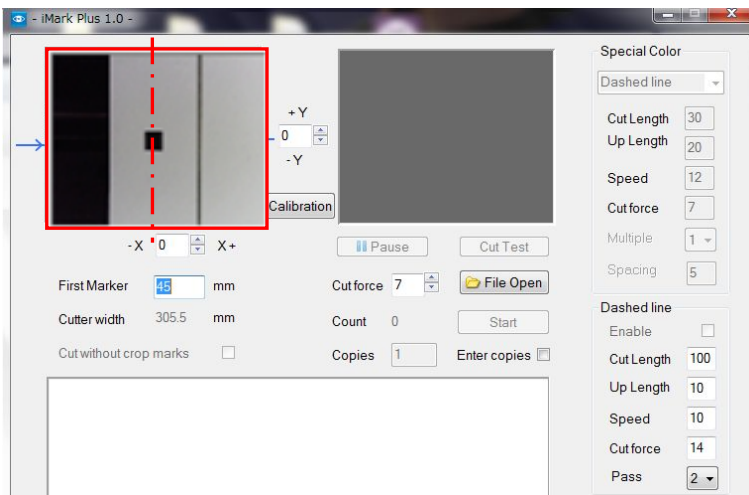 - iMark Plus 1.0 -
+Y
0
-Y
Calibration
-X 0 X+
Pause
Cut Test
First Marker 45 mm
Cut force 7
File Open
Cutter width 305.5 mm
Count 0
Start
Cut without crop marks
Copies 1
Enter copies
Special Color
Dashed line
Cut Length 30
Up Length 20
Speed 12
Cut force 7
Multiple 1
Spacing 5
Dashed line
Enable
Cut Length 100
Up Length 10
Speed 10
Cut force 14
Pass 2